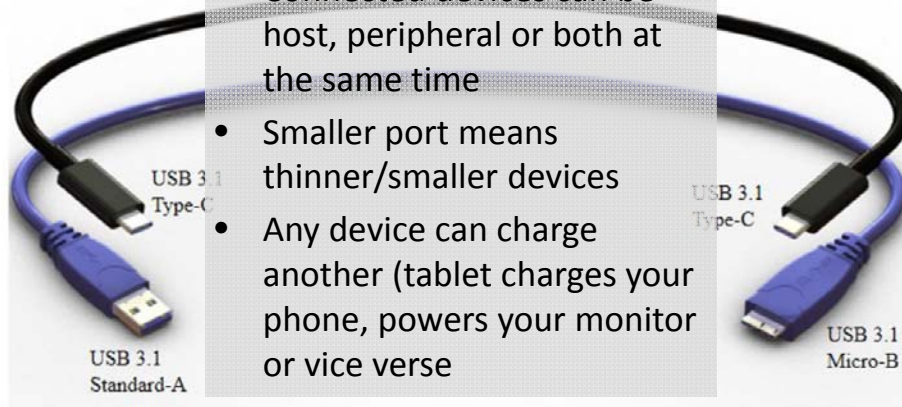 host, peripheral or both at
the same time
• Smaller port means
thinner/smaller devices
• Any device can charge
another (tablet charges your
phone, powers your monitor
or vice verse
USB 3.1
Type-C
USB 3.1
Type-C
USB 3.1
Standard-A
USB 3.1
Micro-B